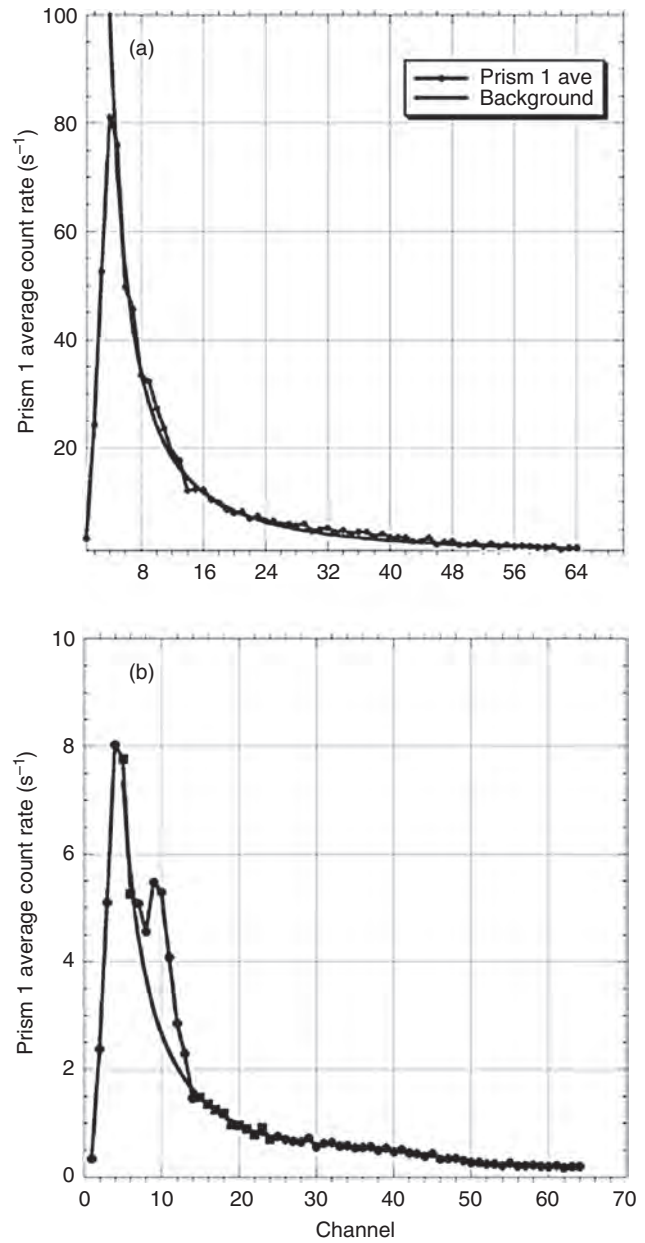 100
(a)
Prism 1 ave
Background
80
60
40
20
Prism 1 average count rate (s⁻¹)
8 16 24 32 40 48 56 64
10
(b)
8
6
4
2
0
Prism 1 average count rate (s⁻¹)
0 10 20 30 40 50 60 70
Channel